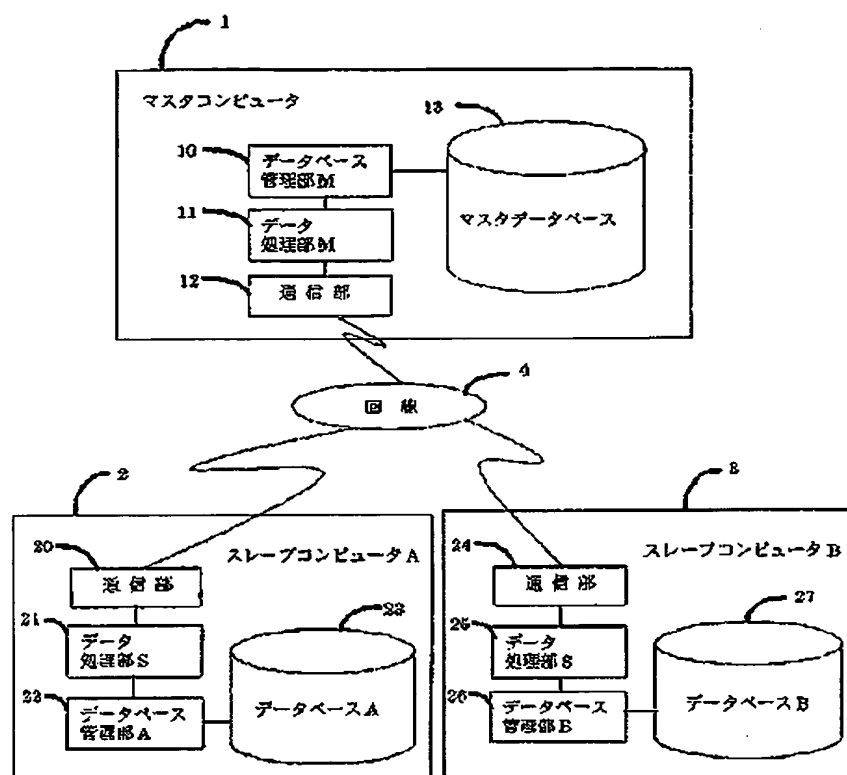 1
マスタコンピュータ
13
10
データベース
管理部M
11
データ
処理部M
マスタデータベース
12
通信部
4
回線
2
3
20
スレーブコンピュータA
24
スレーブコンピュータB
通信部
通信部
21
23
25
27
データ
処理部S
データ
処理部S
22
データベース
管理部A
データベースA
26
データベース
管理部B
データベースB